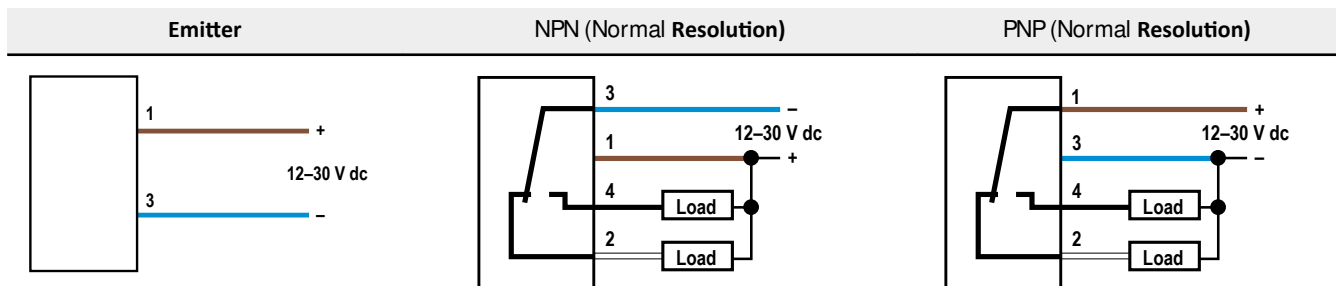 Emitter
NPN (Normal Resolution)
PNP (Normal Resolution)
1
+
12–30 V dc
3
–
3
–
12–30 V dc
1
+
4
Load
2
Load
1
+
12–30 V dc
3
–
4
Load
2
Load